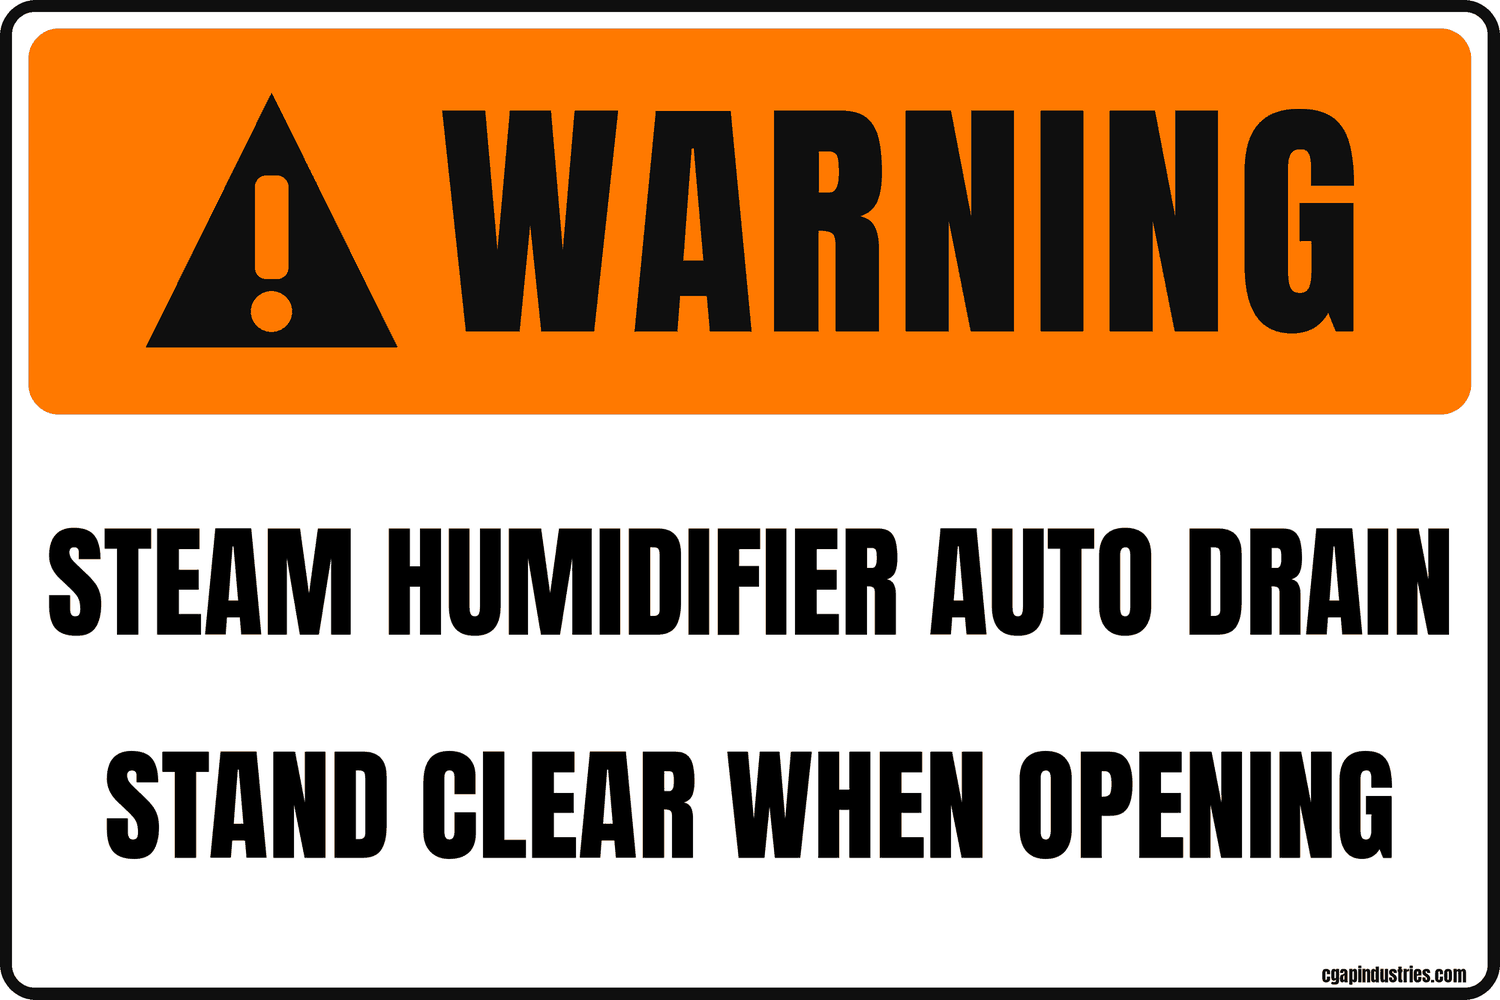 WARNING
STEAM HUMIDIFIER AUTO DRAIN
STAND CLEAR WHEN OPENING
cgapindustries.com